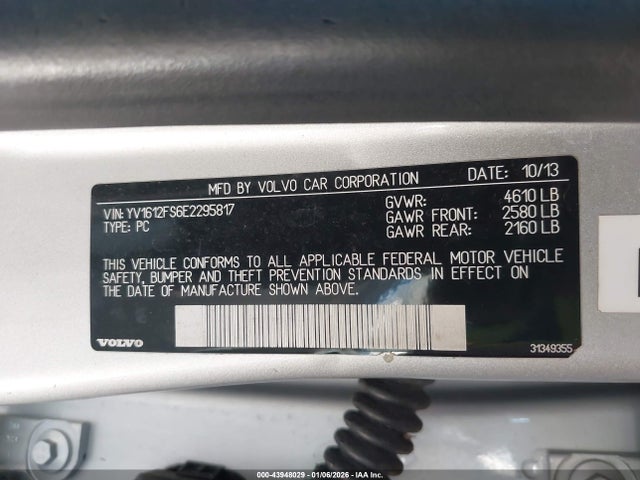 MFD BY VOLVO CAR CORPORATION DATE: 10/13
VIN: YV1612FS6E2295817 GVWR: 4610 LB
TYPE: PC GAWR FRONT: 2580 LB
GAWR REAR: 2160 LB
THIS VEHICLE CONFORMS TO ALL APPLICABLE FEDERAL MOTOR VEHICLE
SAFETY, BUMPER AND THEFT PREVENTION STANDARDS IN EFFECT ON
THE DATE OF MANUFACTURE SHOWN ABOVE.
VOLVO 31349355
000-43948029 - 01/06/2026 - © IAA Inc.